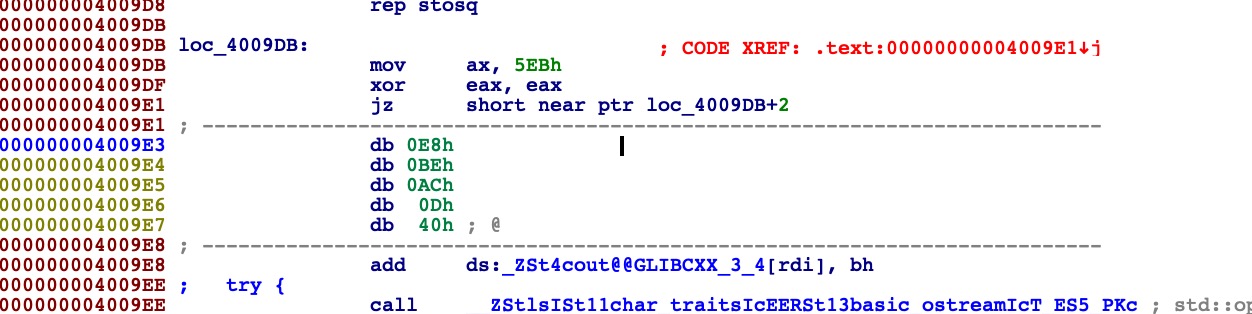 00000000004009D8 rep stosq
00000000004009DB
00000000004009DB loc_4009DB: ; CODE XREF: .text:00000000004009E1↓j
00000000004009DB mov ax, 5EBh
00000000004009DF xor eax, eax
00000000004009E1 jz short near ptr loc_4009DB+2
00000000004009E1 ; ---------------------------------------------------------------------------
00000000004009E3 db 0E8h
00000000004009E4 db 0BEh
00000000004009E5 db 0ACh
00000000004009E6 db 0Dh
00000000004009E7 db 40h ; @
00000000004009E8 ; ---------------------------------------------------------------------------
00000000004009E8 add ds:_ZSt4cout@@GLIBCXX_3_4[rdi], bh
00000000004009EE ; try {
00000000004009EE call __ZStlsISt11char_traitsIcEERSt13basic_ostreamIcT_ES5_PKc ; std::op